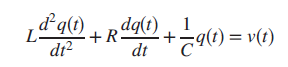 L d²q(t)/dt² + R dq(t)/dt + 1/C q(t) = v(t)